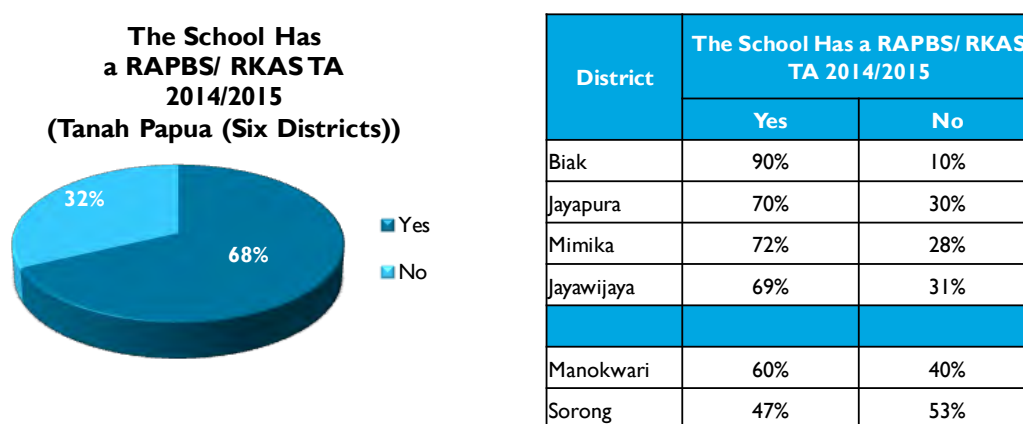 The School Has
a RAPBS/ RKAS TA
2014/2015
(Tanah Papua (Six Districts))
32%
68%
Yes
No
District
The School Has a RAPBS/ RKAS
TA 2014/2015
Yes No
Biak 90% 10%
Jayapura 70% 30%
Mimika 72% 28%
Jayawijaya 69% 31%
Manokwari 60% 40%
Sorong 47% 53%